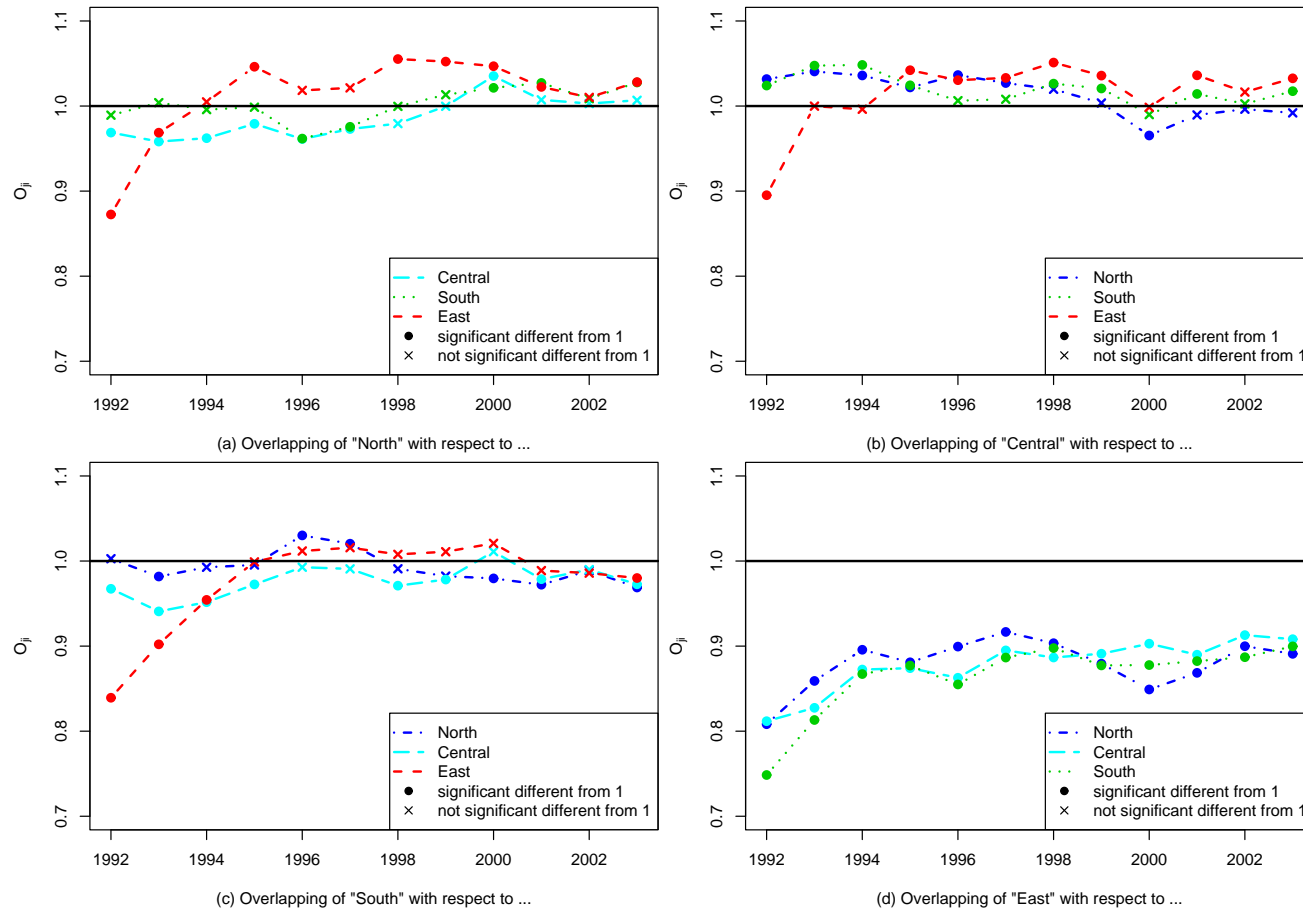 1.1
1.0
0.9
0.8
0.7
O_ji
1992 1994 1996 1998 2000 2002
Central
South
East
significant different from 1
not significant different from 1
(a) Overlapping of "North" with respect to ...
1.1
1.0
0.9
0.8
0.7
O_ji
1992 1994 1996 1998 2000 2002
North
South
East
significant different from 1
not significant different from 1
(b) Overlapping of "Central" with respect to ...
1.1
1.0
0.9
0.8
0.7
O_ji
1992 1994 1996 1998 2000 2002
North
Central
East
significant different from 1
not significant different from 1
(c) Overlapping of "South" with respect to ...
1.1
1.0
0.9
0.8
0.7
O_ji
1992 1994 1996 1998 2000 2002
North
Central
South
significant different from 1
not significant different from 1
(d) Overlapping of "East" with respect to ...